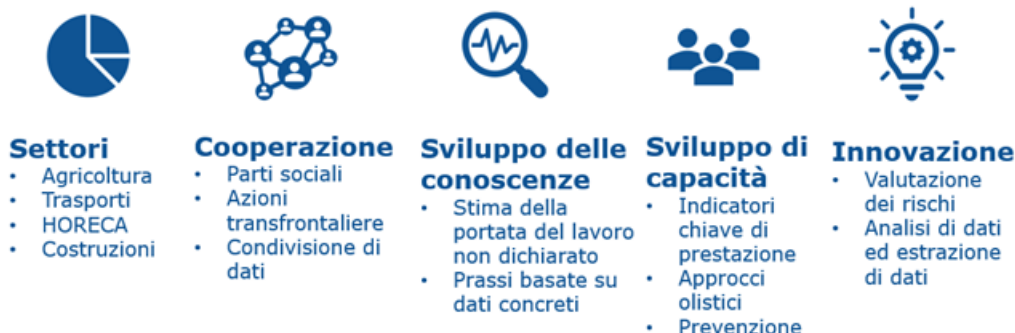 Settori
• Agricoltura
• Trasporti
• HORECA
• Costruzioni
Cooperazione
• Parti sociali
• Azioni
transfrontaliere
• Condivisione di
dati
Sviluppo delle
conoscenze
• Stima della
portata del lavoro
non dichiarato
• Prassi basate su
dati concreti
Sviluppo di
capacità
• Indicatori
chiave di
prestazione
• Approcci
olistici
• Prevenzione
Innovazione
• Valutazione
dei rischi
• Analisi di dati
ed estrazione
di dati